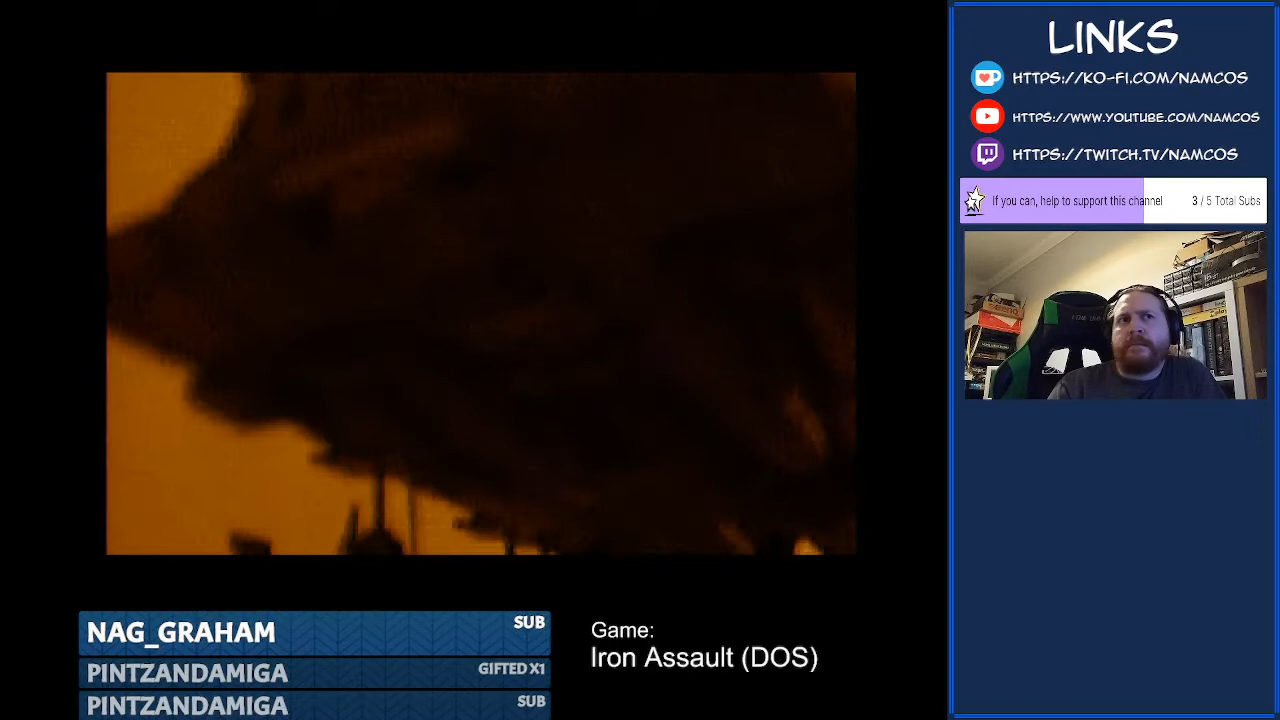 LINKS
HTTPS://KO-FI.COM/NAMCOS
HTTPS://WWW.YOUTUBE.COM/NAMCOS
HTTPS://TWITCH.TV/NAMCOS
If you can, help to support this channel 3 / 5 Total Subs
NAG_GRAHAM SUB
PINTZANDAMIGA GIFTED X1
PINTZANDAMIGA SUB
Game:
Iron Assault (DOS)